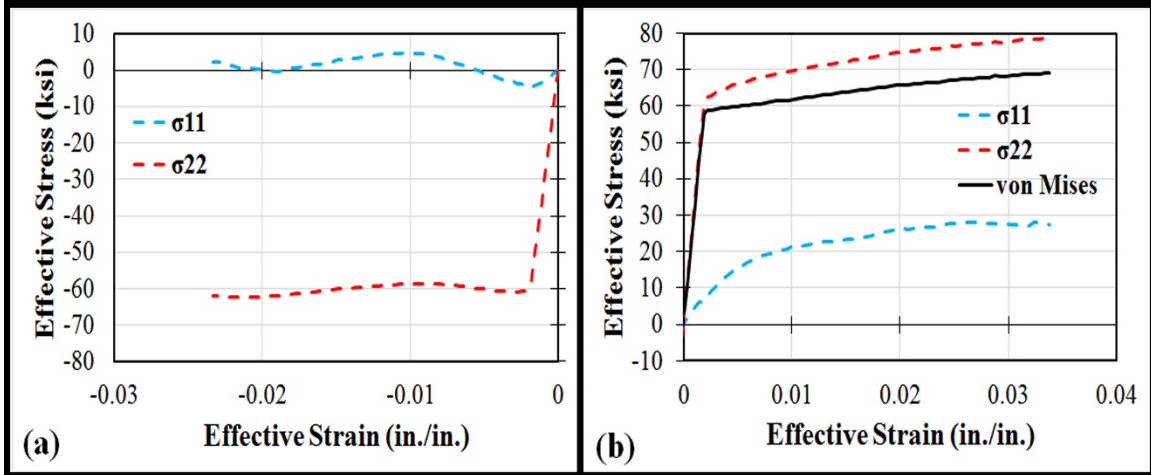 10
0
-10
-20
-30
-40
-50
-60
-70
-80
-0.03
-0.02
-0.01
0
Effective Stress (ksi)
σ11
σ22
Effective Strain (in./in.)
(a)
80
70
60
50
40
30
20
10
0
-10
0
0.01
0.02
0.03
0.04
Effective Stress (ksi)
σ11
σ22
von Mises
Effective Strain (in./in.)
(b)